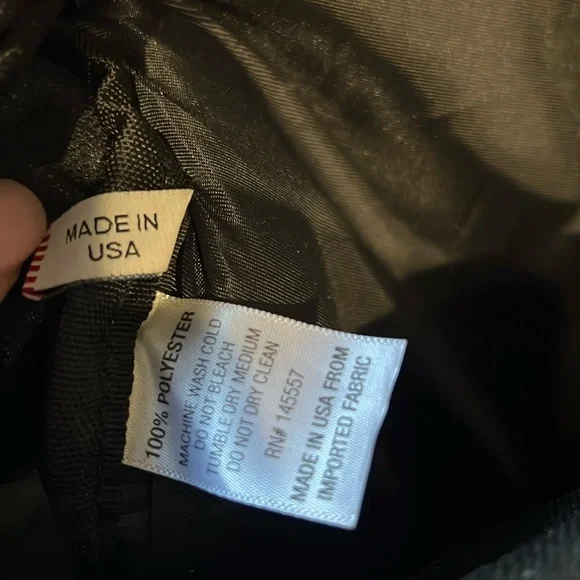 MADE IN
USA
100% POLYESTER
MACHINE WASH COLD
DO NOT BLEACH
TUMBLE DRY MEDIUM
DO NOT DRY CLEAN
RN# 145557
MADE IN USA FROM
IMPORTED FABRIC